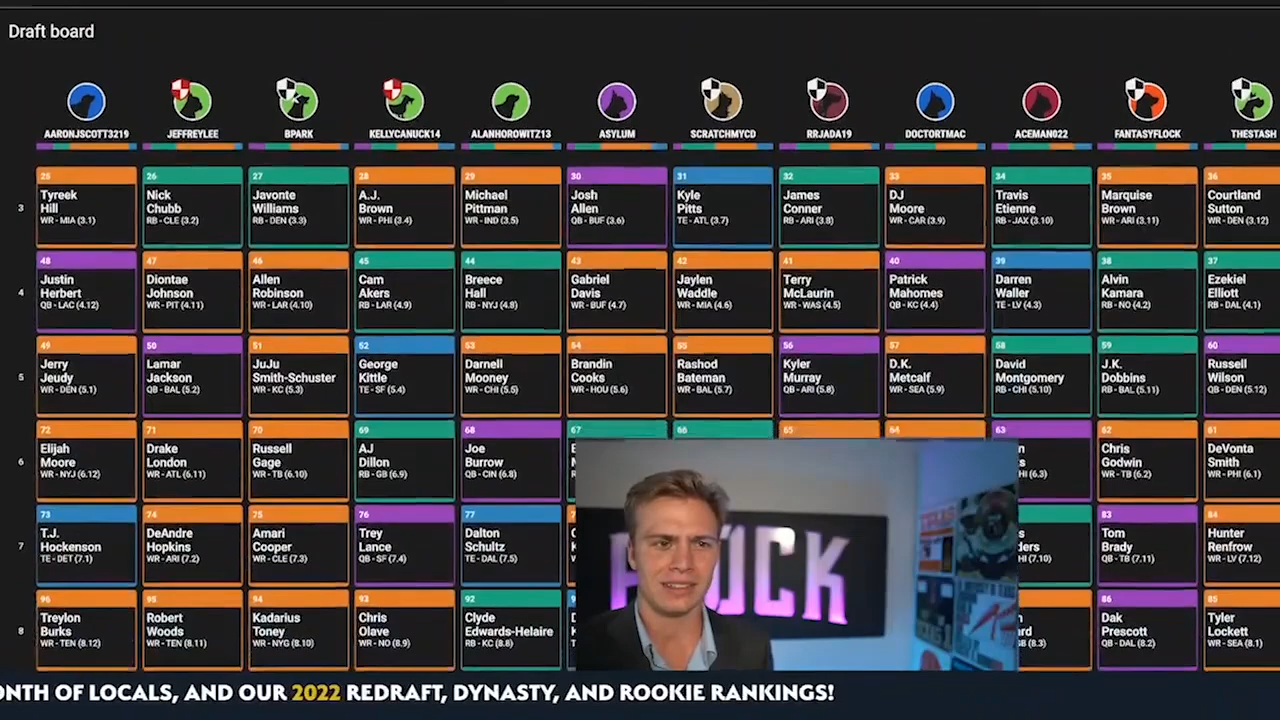 Draft board
AARONJSCOTT3219 JEFFREYLEE BPARK KELLYCANUCK14 ALANHOROWITZ13 ASYLUM SCRATCHMYCD RRJADA19 DOCTORTMAC ACEMAN022 FANTASYFLOCK THESTASH
25 26 27 28 29 30 31 32 33 34 35 36
3
Tyreek Nick Javonte A.J. Michael Josh Kyle James DJ Travis Marquise Courtland
Hill Chubb Williams Brown Pittman Allen Pitts Conner Moore Etienne Brown Sutton
WR - MIA (3.1) RB - CLE (3.2) RB - DEN (3.3) WR - PHI (3.4) WR - IND (3.5) QB - BUF (3.6) TE - ATL (3.7) RB - ARI (3.8) WR - CAR (3.9) RB - JAX (3.10) WR - ARI (3.11) WR - DEN (3.12)
48 47 46 45 44 43 42 41 40 39 38 37
4
Justin Diontae Allen Cam Breece Gabriel Jaylen Terry Patrick Darren Alvin Ezekiel
Herbert Johnson Robinson Akers Hall Davis Waddle McLaurin Mahomes Waller Kamara Elliott
QB - LAC (4.12) WR - PIT (4.11) WR - LAR (4.10) RB - LAR (4.9) RB - NYJ (4.8) WR - BUF (4.7) WR - MIA (4.6) WR - WAS (4.5) QB - KC (4.4) TE - LV (4.3) RB - NO (4.2) RB - DAL (4.1)
49 50 51 52 53 54 55 56 57 58 59 60
5
Jerry Lamar JuJu George Darnell Brandin Rashod Kyler D.K. David J.K. Russell
Jeudy Jackson Smith-Schuster Kittle Mooney Cooks Bateman Murray Metcalf Montgomery Dobbins Wilson
WR - DEN (5.1) QB - BAL (5.2) WR - KC (5.3) TE - SF (5.4) WR - CHI (5.5) WR - HOU (5.6) WR - BAL (5.7) QB - ARI (5.8) WR - SEA (5.9) RB - CHI (5.10) RB - BAL (5.11) QB - DEN (5.12)
72 71 70 69 68 67 66 65 64 63 62 61
6
Elijah Drake Russell AJ Joe Chris DeVonta
Moore London Gage Dillon Burrow Godwin Smith
WR - NYJ (6.12) WR - ATL (6.11) WR - TB (6.10) RB - GB (6.9) QB - CIN (6.8) (6.3) WR - TB (6.2) WR - PHI (6.1)
73 74 75 76 77 83 84
7
T.J. DeAndre Amari Trey Dalton Tom Hunter
Hockenson Hopkins Cooper Lance Schultz Brady Renfrow
TE - DET (7.1) WR - ARI (7.2) WR - CLE (7.3) QB - SF (7.4) TE - DAL (7.5) (7.10) QB - TB (7.11) WR - LV (7.12)
96 95 94 93 92 86 85
8
Treylon Robert Kadarius Chris Clyde Dak Tyler
Burks Woods Toney Olave Edwards-Helaire Prescott Lockett
WR - TEN (8.12) WR - TEN (8.11) WR - NYG (8.10) WR - NO (8.9) RB - KC (8.8) (8.3) QB - DAL (8.2) WR - SEA (8.1)
OCK
ONTH OF LOCALS, AND OUR 2022 REDRAFT, DYNASTY, AND ROOKIE RANKINGS!